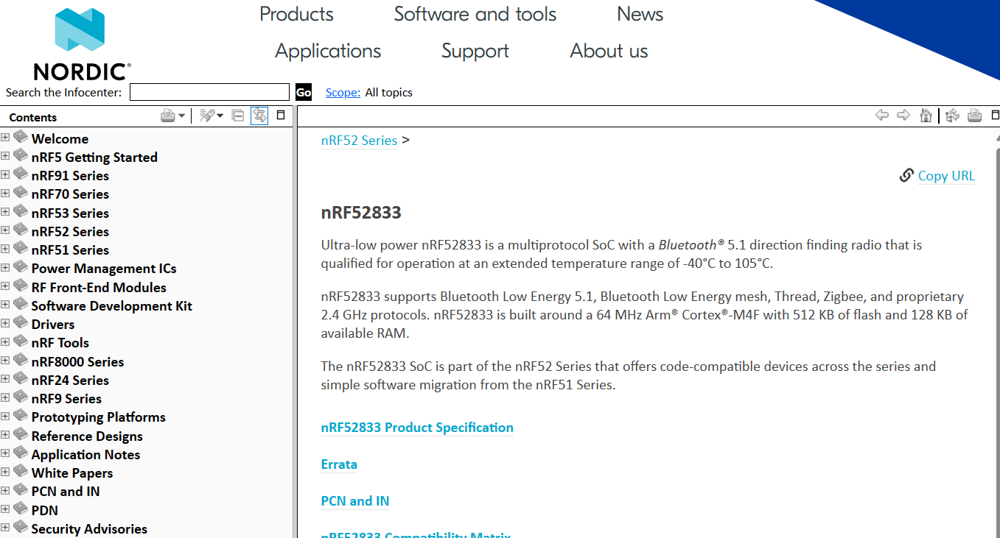 Products
Software and tools
News
Applications
Support
About us
NORDIC®
Search the Infocenter:
Go
Scope: All topics
Contents
Welcome
nRF5 Getting Started
nRF91 Series
nRF70 Series
nRF53 Series
nRF52 Series
nRF51 Series
Power Management ICs
RF Front-End Modules
Software Development Kit
Drivers
nRF Tools
nRF8000 Series
nRF24 Series
nRF9 Series
Prototyping Platforms
Reference Designs
Application Notes
White Papers
PCN and IN
PDN
Security Advisories
nRF52 Series >
Copy URL
nRF52833
Ultra-low power nRF52833 is a multiprotocol SoC with a Bluetooth® 5.1 direction finding radio that is
qualified for operation at an extended temperature range of -40°C to 105°C.
nRF52833 supports Bluetooth Low Energy 5.1, Bluetooth Low Energy mesh, Thread, Zigbee, and proprietary
2.4 GHz protocols. nRF52833 is built around a 64 MHz Arm® Cortex®-M4F with 512 KB of flash and 128 KB of
available RAM.
The nRF52833 SoC is part of the nRF52 Series that offers code-compatible devices across the series and
simple software migration from the nRF51 Series.
nRF52833 Product Specification
Errata
PCN and IN
nRF52833 Compatibility Matrix